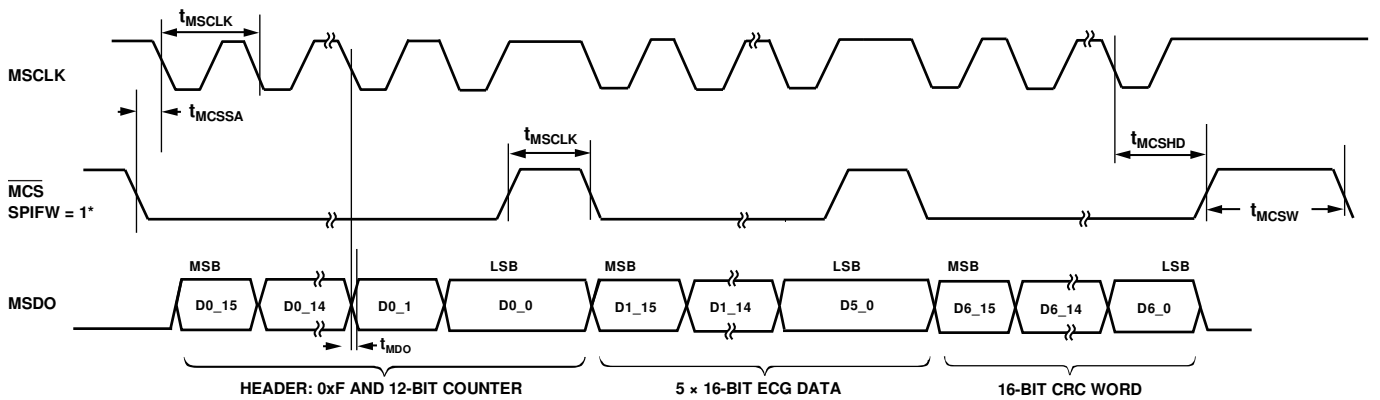 tMSCLK
MSCLK
tMCSSA
tMSCLK
tMCSHD
MCS
SPIFW = 1*
tMCSW
MSB LSB MSB LSB MSB LSB
MSDO D0_15 D0_14 D0_1 D0_0 D1_15 D1_14 D5_0 D6_15 D6_14 D6_0
tMDO
HEADER: 0xF AND 12-BIT COUNTER 5 × 16-BIT ECG DATA 16-BIT CRC WORD